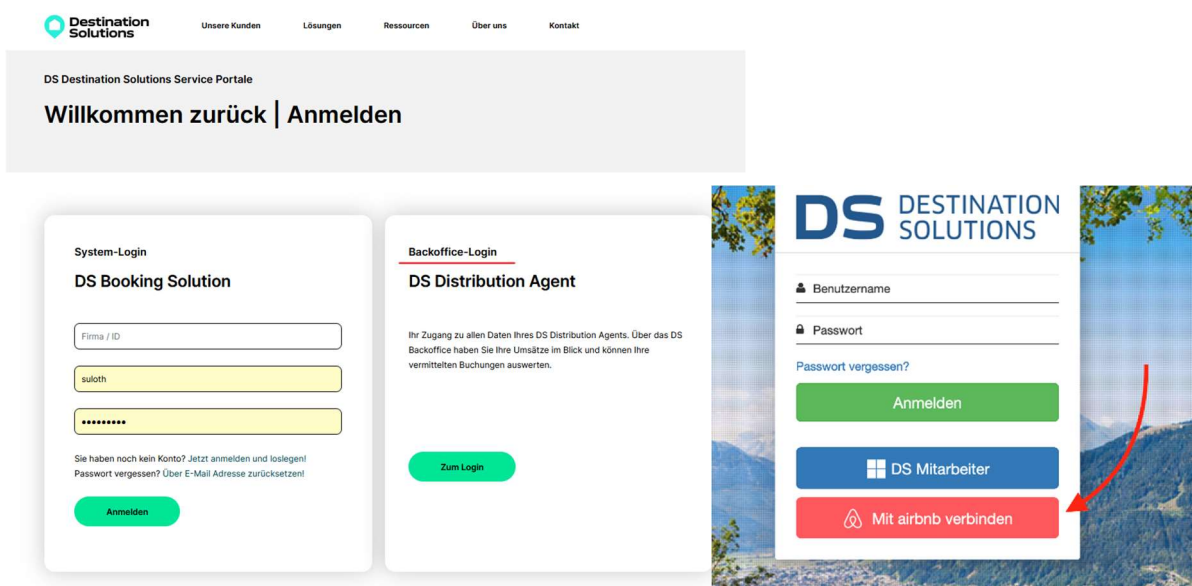 Destination
Solutions
Unsere Kunden
Lösungen
Ressourcen
Über uns
Kontakt
DS Destination Solutions Service Portale
Willkommen zurück | Anmelden
System-Login
DS Booking Solution
Firma / ID
suloth
•••••••••
Sie haben noch kein Konto? Jetzt anmelden und loslegen!
Passwort vergessen? Über E-Mail Adresse zurücksetzen!
Anmelden
Backoffice-Login
DS Distribution Agent
Ihr Zugang zu allen Daten Ihres DS Distribution Agents. Über das DS
Backoffice haben Sie Ihre Umsätze im Blick und können Ihre
vermittelten Buchungen auswerten.
Zum Login
DS DESTINATION
SOLUTIONS
Benutzername
Passwort
Passwort vergessen?
Anmelden
DS Mitarbeiter
Mit airbnb verbinden